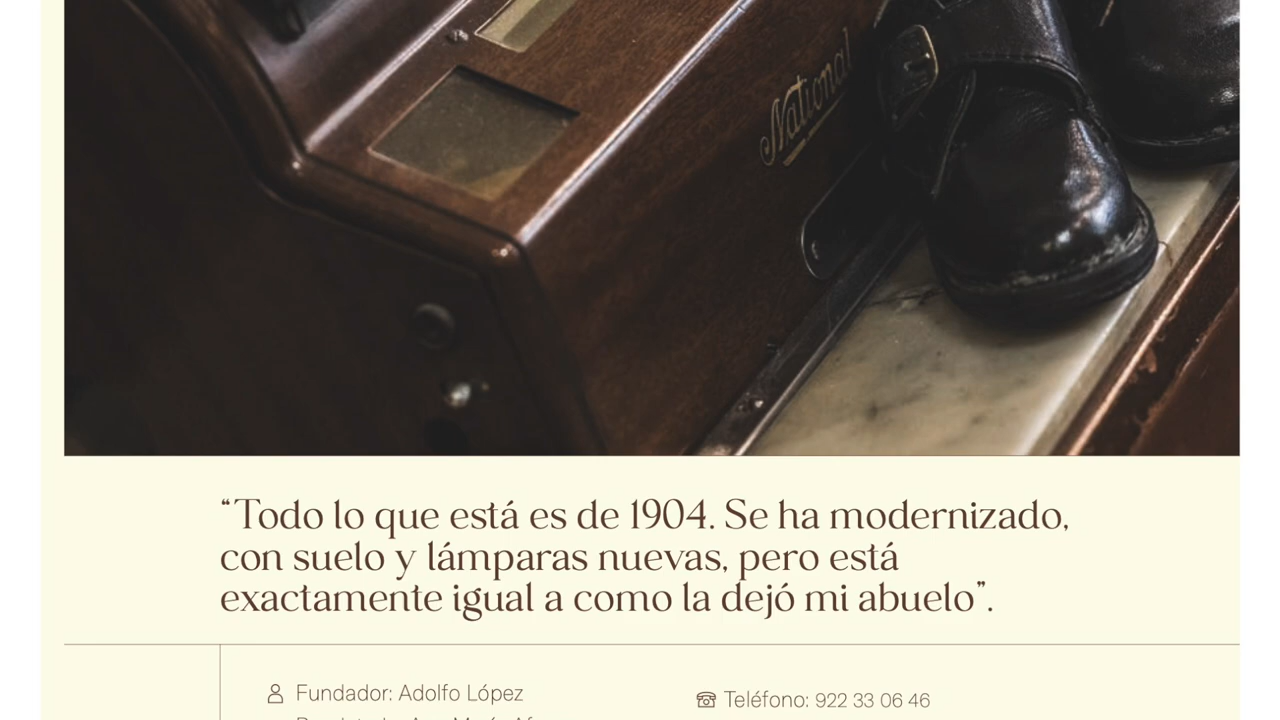 National
“Todo lo que está es de 1904. Se ha modernizado,
con suelo y lámparas nuevas, pero está
exactamente igual a como la dejó mi abuelo”.
Fundador: Adolfo López
Teléfono: 922 33 06 46